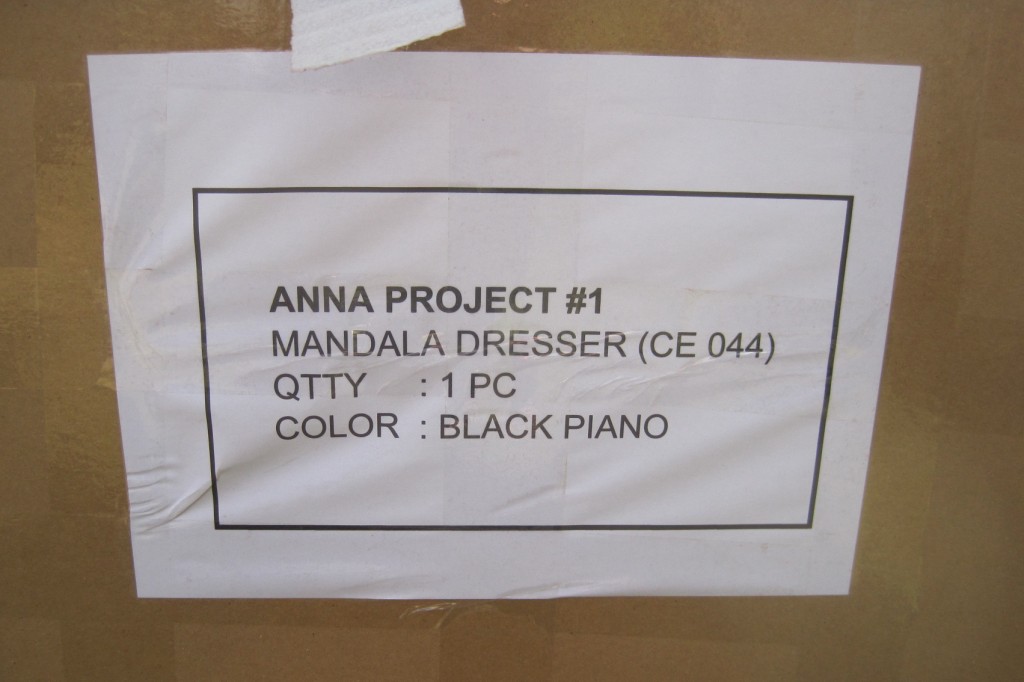 ANNA PROJECT #1
MANDALA DRESSER (CE 044)
QTTY : 1 PC
COLOR : BLACK PIANO